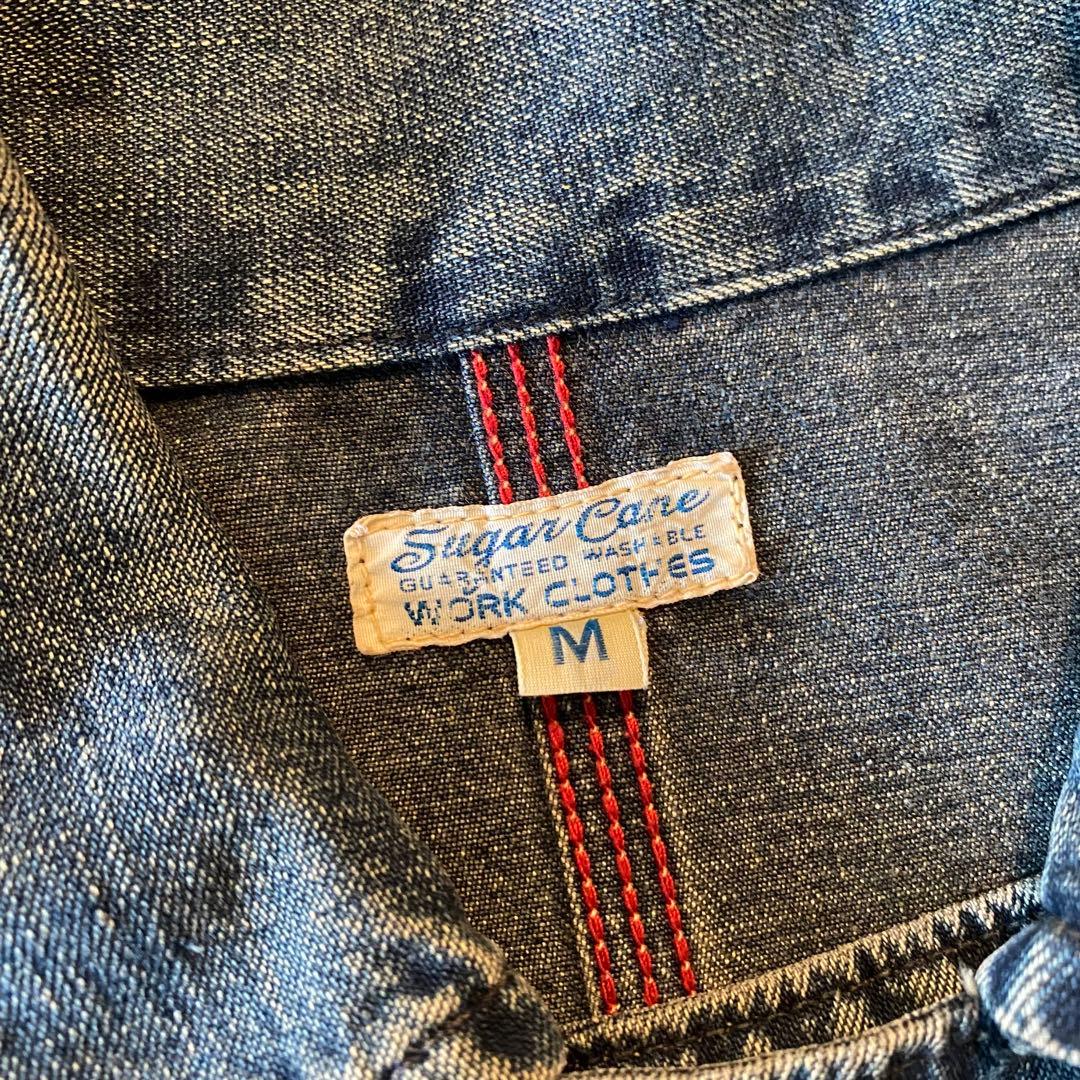 Sugar Cane
GUARANTEED WASHABLE
WORK CLOTHES
M